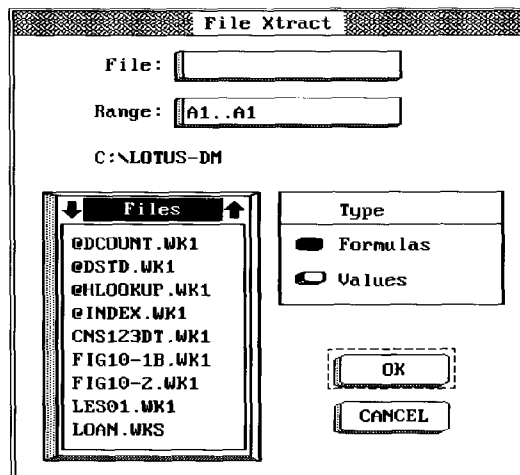 File Xtract
File:
Range: A1..A1
C:\LOTUS-DM
Files
@DCOUNT.WK1
@DSTD.WK1
@HLOOKUP.WK1
@INDEX.WK1
CNS123DT.WK1
FIG10-1B.WK1
FIG10-2.WK1
LES01.WK1
LOAN.WKS
Type
Formulas
Values
OK
CANCEL